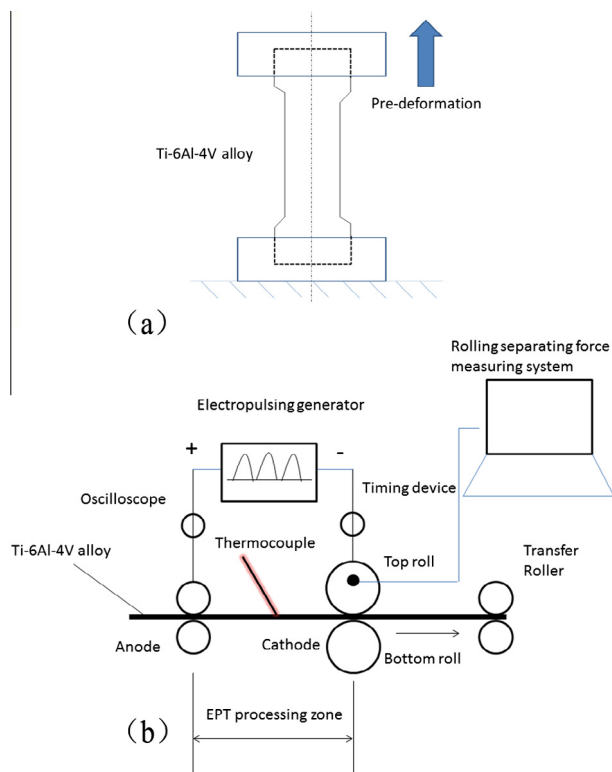 Pre-deformation
Ti-6Al-4V alloy
(a)
Rolling separating force
measuring system
Electropulsing generator
+
-
Timing device
Oscilloscope
Thermocouple
Top roll
Transfer
Roller
Ti-6Al-4V alloy
Anode
Cathode
Bottom roll
EPT processing zone
(b)